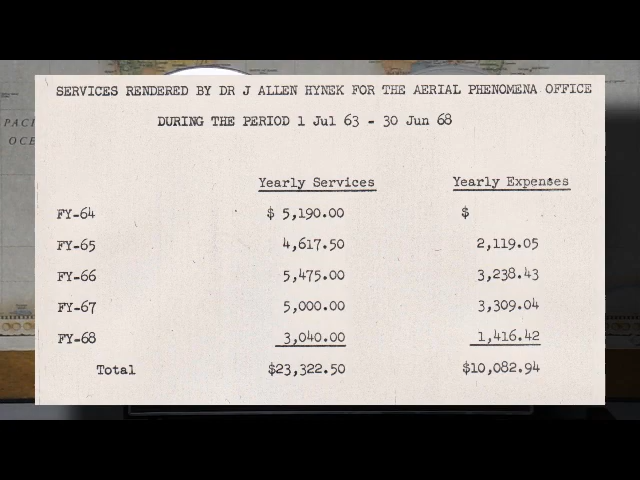 SERVICES RENDERED BY DR J ALLEN HYNEK FOR THE AERIAL PHENOMENA OFFICE
DURING THE PERIOD 1 Jul 63 - 30 Jun 68
Yearly Services Yearly Expenses
FY-64 $ 5,190.00 $
FY-65 4,617.50 2,119.05
FY-66 5,475.00 3,238.43
FY-67 5,000.00 3,309.04
FY-68 3,040.00 1,416.42
Total $23,322.50 $10,082.94